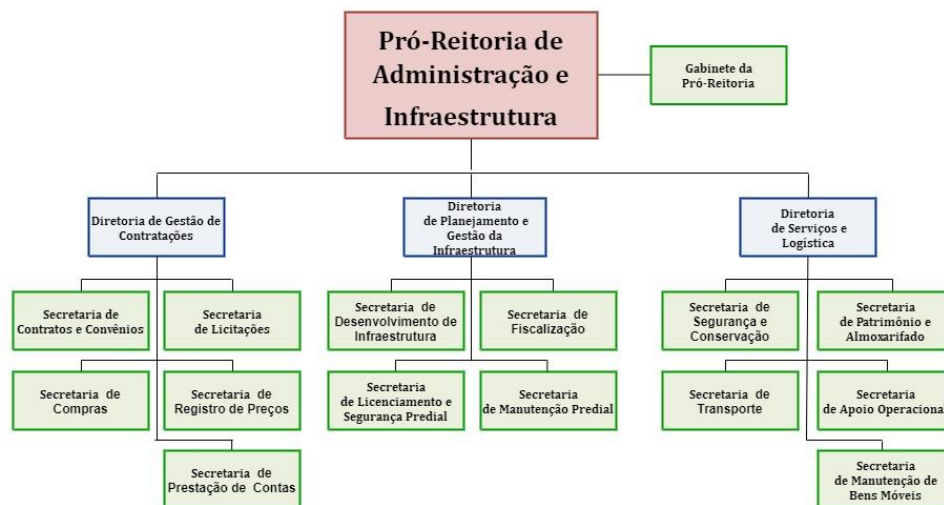 Pró-Reitoria de
Administração e
Infraestrutura
Gabinete da
Pró-Reitoria
Diretoria de Gestão de
Contratações
Diretoria
de Planejamento e
Gestão da
Infraestrutura
Diretoria
de Serviços e
Logística
Secretaria de
Contratos e Convênios
Secretaria
de Licitações
Secretaria de
Desenvolvimento de
Infraestrutura
Secretaria de
Fiscalização
Secretaria de
Segurança e
Conservação
Secretaria
de Patrimônio e
Almoxarifado
Secretaria de
Compras
Secretaria de
Registro de Preços
Secretaria
de Licenciamento e
Segurança Predial
Secretaria
de Manutenção Predial
Secretaria de
Transporte
Secretaria
de Apoio Operaciona
Secretaria de
Prestação de Contas
Secretaria
de Manutenção de
Bens Móveis